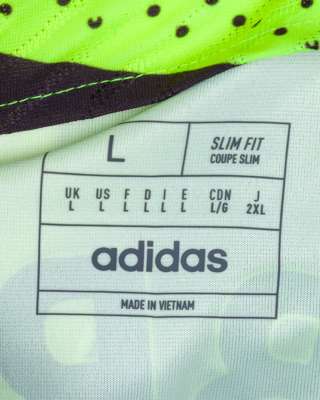 L SLIM FIT
COUPE SLIM
UK US F D I E CDN J
L L L L L L L/G 2XL
adidas
MADE IN VIETNAM